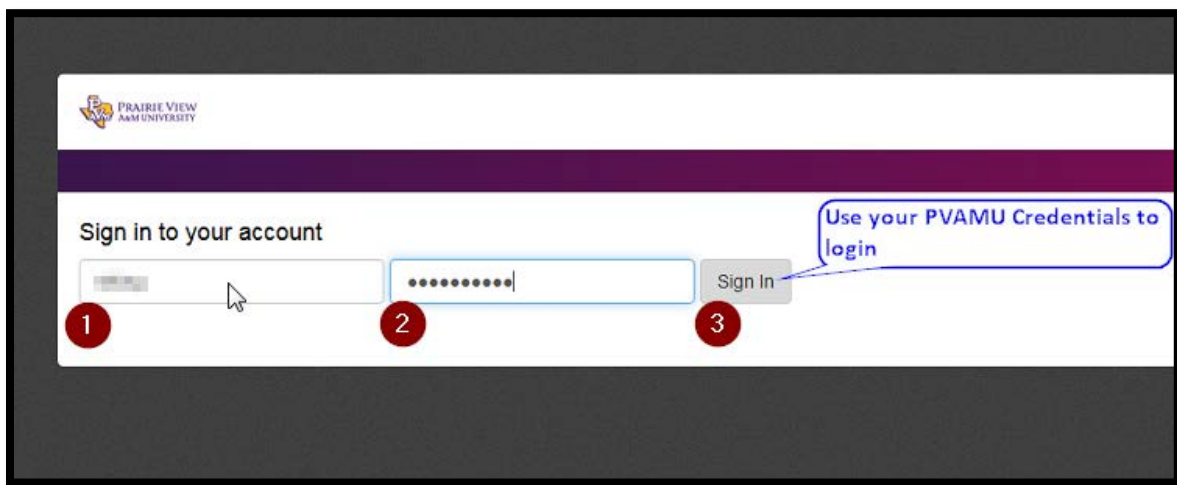 PRAIRIE VIEW
A&M UNIVERSITY
Sign in to your account
Use your PVAMU Credentials to
login
Sign In
1
2
3